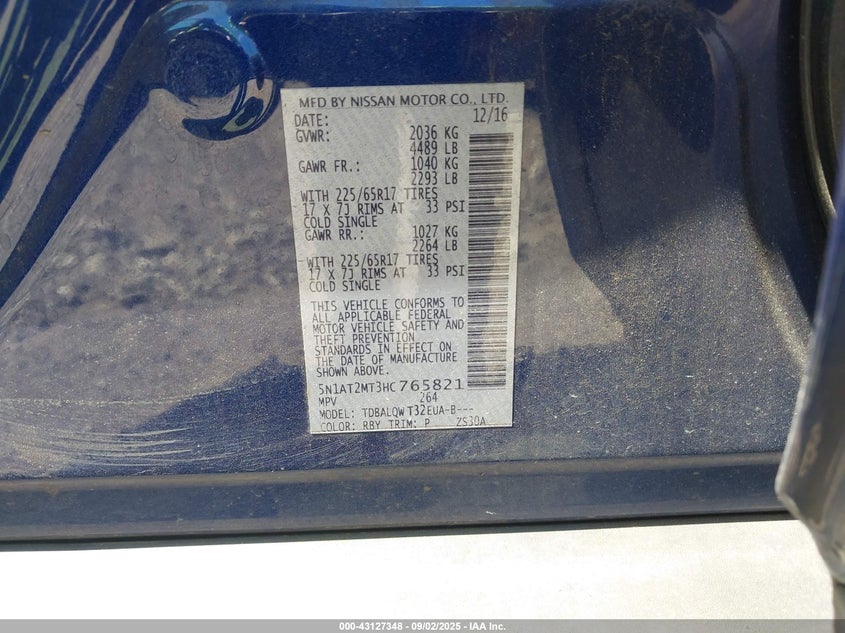 MFD BY NISSAN MOTOR CO., LTD.
DATE: 12/16
GVWR: 2036 KG
4489 LB
GAWR FR.: 1040 KG
2293 LB
WITH 225/65R17 TIRES
17 X 7J RIMS AT 33 PSI
COLD SINGLE
GAWR RR.: 1027 KG
2264 LB
WITH 225/65R17 TIRES
17 X 7J RIMS AT 33 PSI
COLD SINGLE
THIS VEHICLE CONFORMS TO
ALL APPLICABLE FEDERAL
MOTOR VEHICLE SAFETY AND
THEFT PREVENTION
STANDARDS IN EFFECT ON
THE DATE OF MANUFACTURE
SHOWN ABOVE.
5N1AT2MT3HC765821
MPV 264
MODEL: TDBALQW T32EUA-B---
COLOR: RBY TRIM: P ZS30A
000-43127348 - 09/02/2025 - IAA Inc.